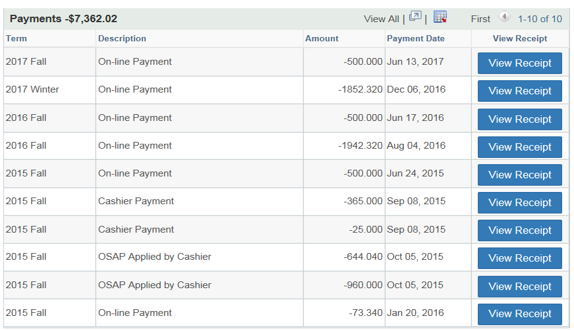 Payments -$7,362.02 View All | | First 1-10 of 10
Term Description Amount Payment Date View Receipt
2017 Fall On-line Payment -500.000 Jun 13, 2017 View Receipt
2017 Winter On-line Payment -1852.320 Dec 06, 2016 View Receipt
2016 Fall On-line Payment -500.000 Jun 17, 2016 View Receipt
2016 Fall On-line Payment -1942.320 Aug 04, 2016 View Receipt
2015 Fall On-line Payment -500.000 Jun 24, 2015 View Receipt
2015 Fall Cashier Payment -365.000 Sep 08, 2015 View Receipt
2015 Fall Cashier Payment -25.000 Sep 08, 2015 View Receipt
2015 Fall OSAP Applied by Cashier -644.040 Oct 05, 2015 View Receipt
2015 Fall OSAP Applied by Cashier -960.000 Oct 05, 2015 View Receipt
2015 Fall On-line Payment -73.340 Jan 20, 2016 View Receipt